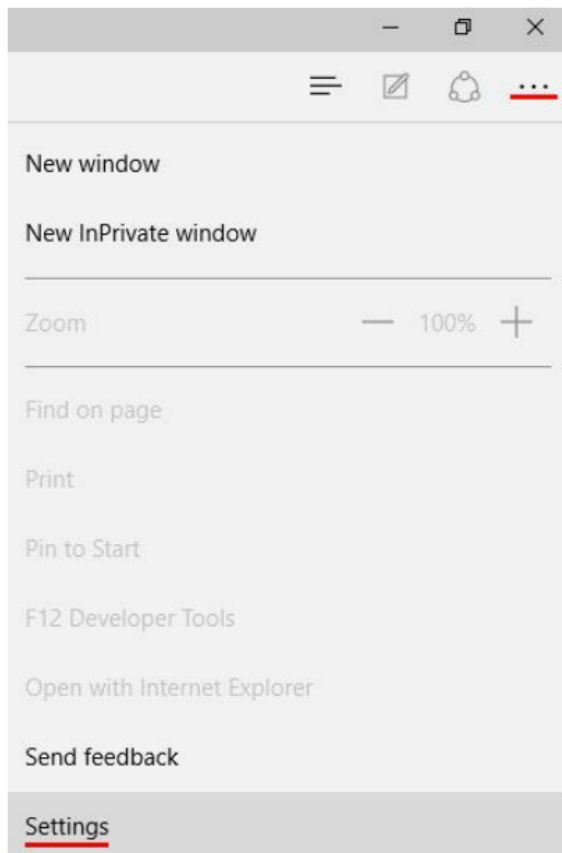 New window
New InPrivate window
Zoom 100%
Find on page
Print
Pin to Start
F12 Developer Tools
Open with Internet Explorer
Send feedback
Settings